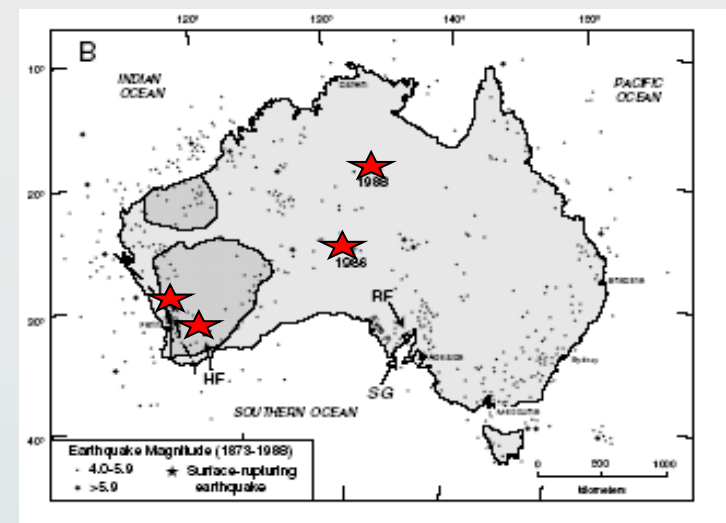 120° 120° 140° 150°
B
INDIAN
OCEAN
PACIFIC
OCEAN
10°
20°
30°
40°
1988
1986
RF
HF
SG
SOUTHERN OCEAN
Earthquake Magnitude (1873-1988)
4.0-5.9
>5.9
Surface-rupturing
earthquake
0 500 1000
kilometers